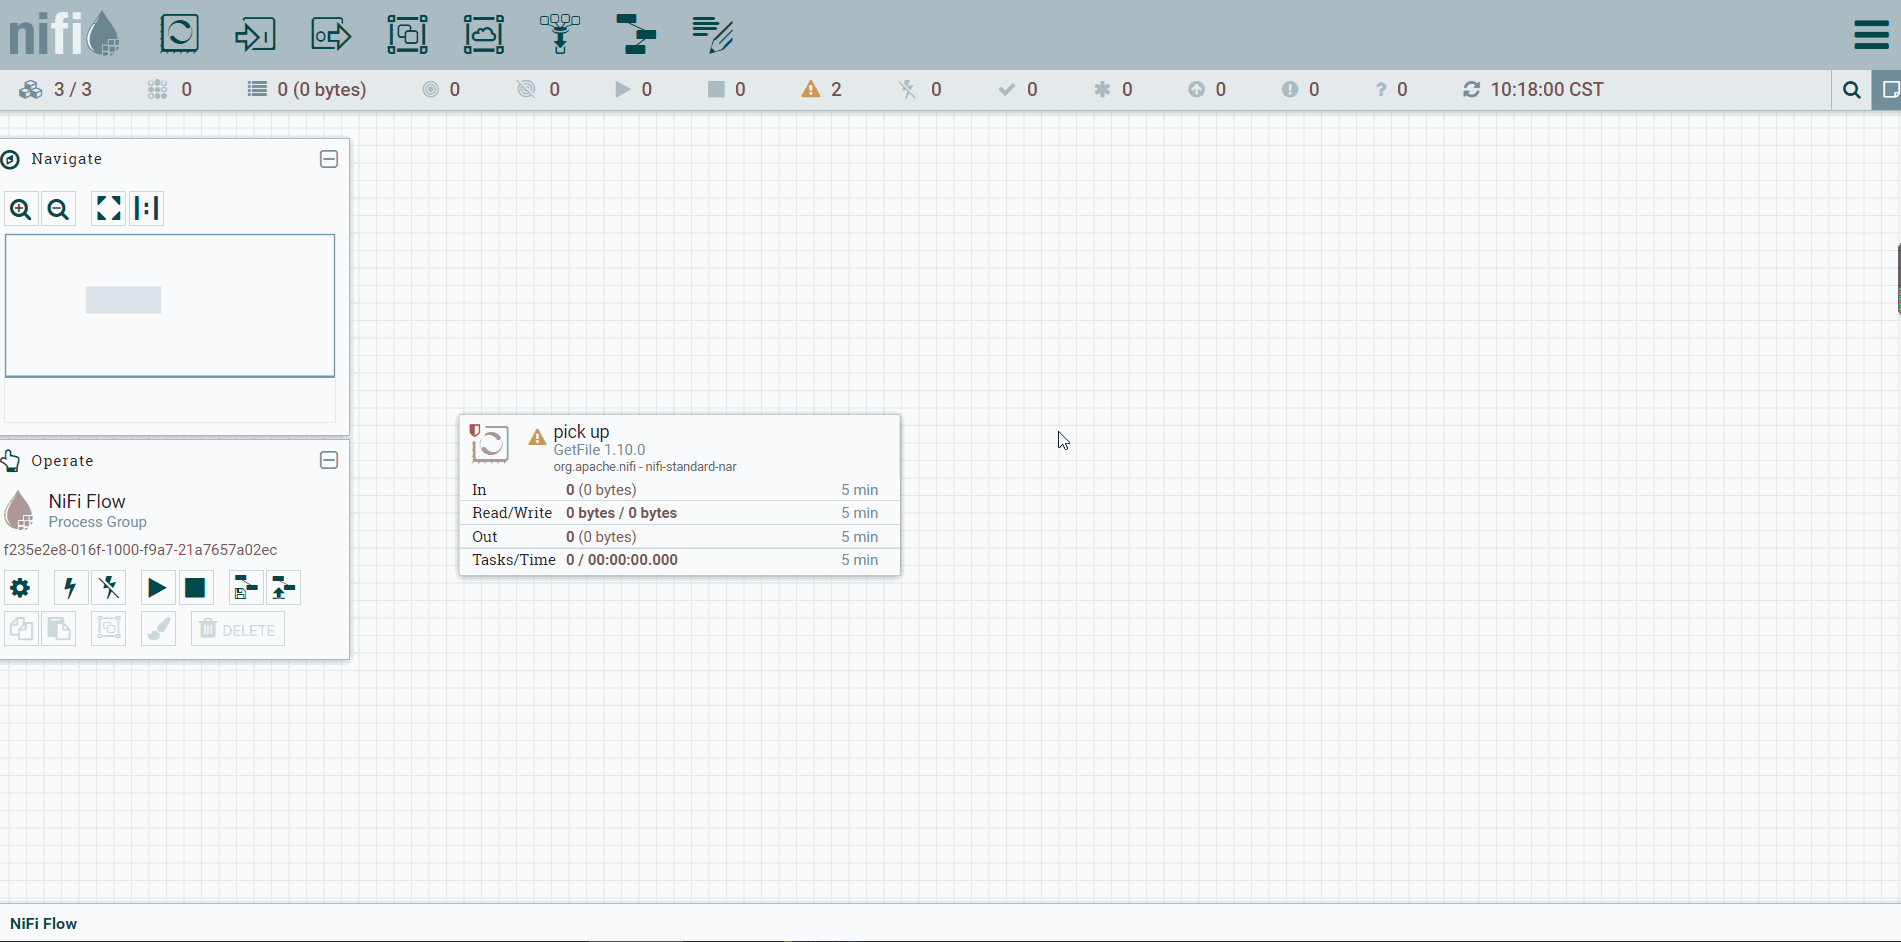 nifi
3 / 3 0 0 (0 bytes) 0 0 0 0 2 0 0 0 0 0 ? 0 10:18:00 CST
Navigate
Operate
NiFi Flow
Process Group
f235e2e8-016f-1000-f9a7-21a7657a02ec
DELETE
pick up
GetFile 1.10.0
org.apache.nifi - nifi-standard-nar
In 0 (0 bytes) 5 min
Read/Write 0 bytes / 0 bytes 5 min
Out 0 (0 bytes) 5 min
Tasks/Time 0 / 00:00:00.000 5 min
NiFi Flow